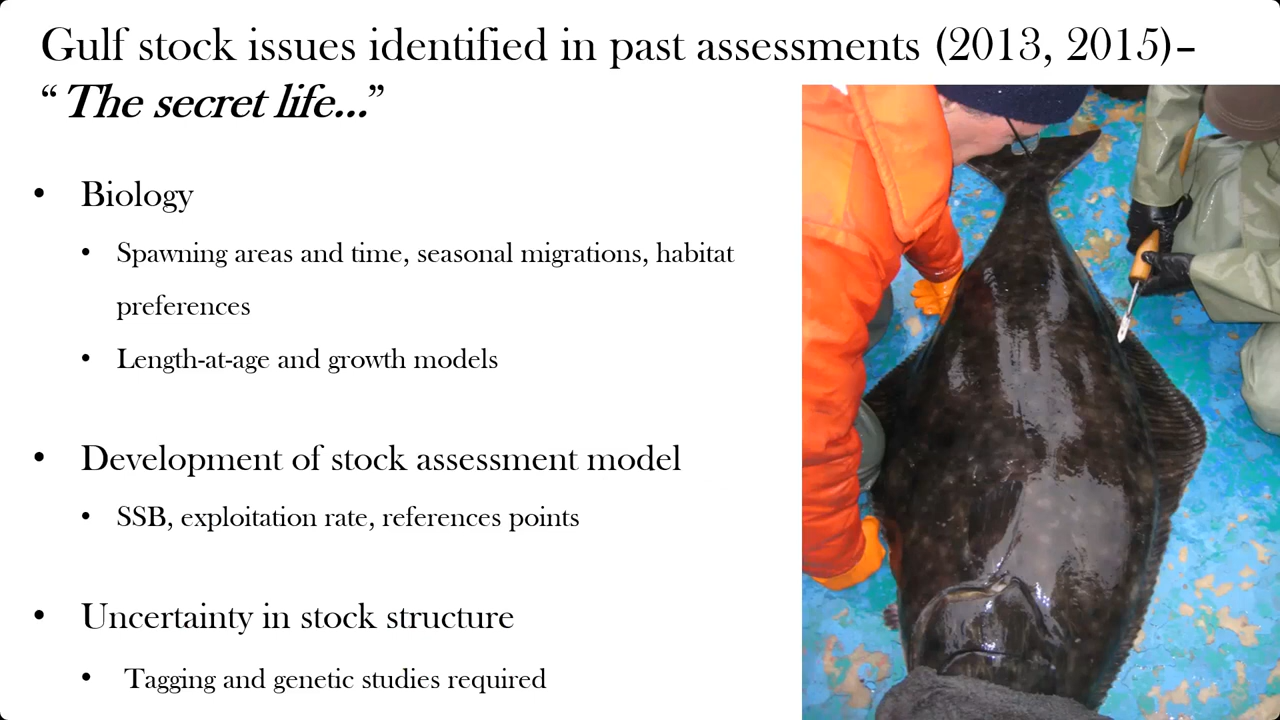 Gulf stock issues identified in past assessments (2013, 2015)–
“The secret life...”
• Biology
• Spawning areas and time, seasonal migrations, habitat
preferences
• Length-at-age and growth models
• Development of stock assessment model
• SSB, exploitation rate, references points
• Uncertainty in stock structure
• Tagging and genetic studies required